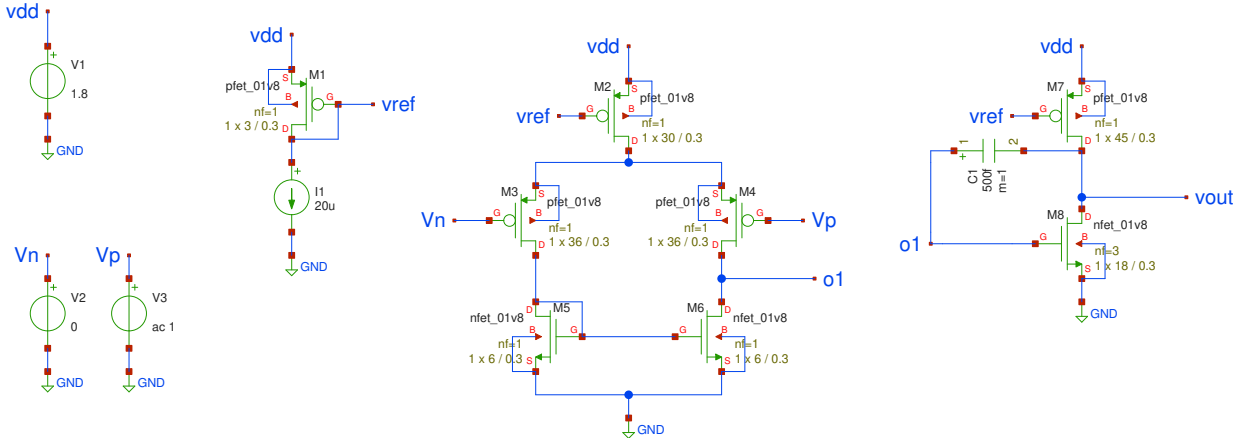 vdd
V1
1.8
GND
Vn
V2
0
GND
Vp
V3
ac 1
GND
vdd
M1
pfet_01v8
S
B
G
D
nf=1
1 x 3 / 0.3
vref
I1
20u
GND
vdd
M2
pfet_01v8
S
B
G
D
nf=1
1 x 30 / 0.3
vref
M3
pfet_01v8
S
B
G
D
nf=1
1 x 36 / 0.3
Vn
M4
pfet_01v8
S
B
G
D
nf=1
1 x 36 / 0.3
Vp
o1
M5
nfet_01v8
D
B
G
S
nf=1
1 x 6 / 0.3
M6
nfet_01v8
D
B
G
S
nf=1
1 x 6 / 0.3
GND
vdd
M7
pfet_01v8
S
B
G
D
nf=1
1 x 45 / 0.3
vref
1
2
C1
500f
m=1
vout
o1
M8
nfet_01v8
D
B
G
S
nf=3
1 x 18 / 0.3
GND